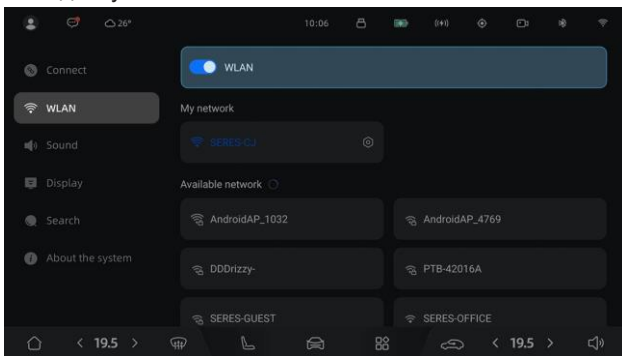 26°
10:06
Connect
WLAN
Sound
Display
Search
About the system
WLAN
My network
SERES-CJ
Available network
AndroidAP_1032
AndroidAP_4769
DDDrizzy-
PTB-42016A
SERES-GUEST
SERES-OFFICE
19.5
19.5